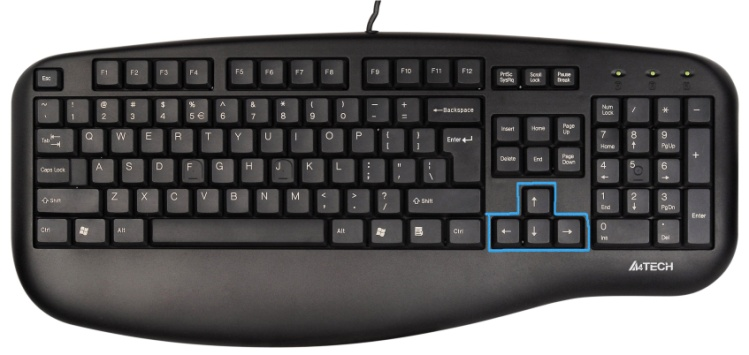 Esc F1 F2 F3 F4 F5 F6 F7 F8 F9 F10 F11 F12 PrtSc SysRq Scroll Lock Pause Break
~ ` ! 1 @ 2 # 3 $ 4 % 5 € ^ 6 & 7 * 8 ( 9 ) 0 _ - + = ←Backspace Insert Home Page Up Num Lock / * -
Tab Q W E R T Y U I O P { [ } ] Enter ↵ Delete End Page Down 7 Home 8 ↑ 9 PgUp +
Caps Lock A S D F G H J K L : ; " ' | \ 4 ← 5 6 →
⇧ Shift Z X C V B N M < , > . ? / ⇧ Shift ↑ 1 End 2 ↓ 3 PgDn Enter
Ctrl Alt Alt Ctrl ← ↓ → 0 Ins . Del
A4TECH